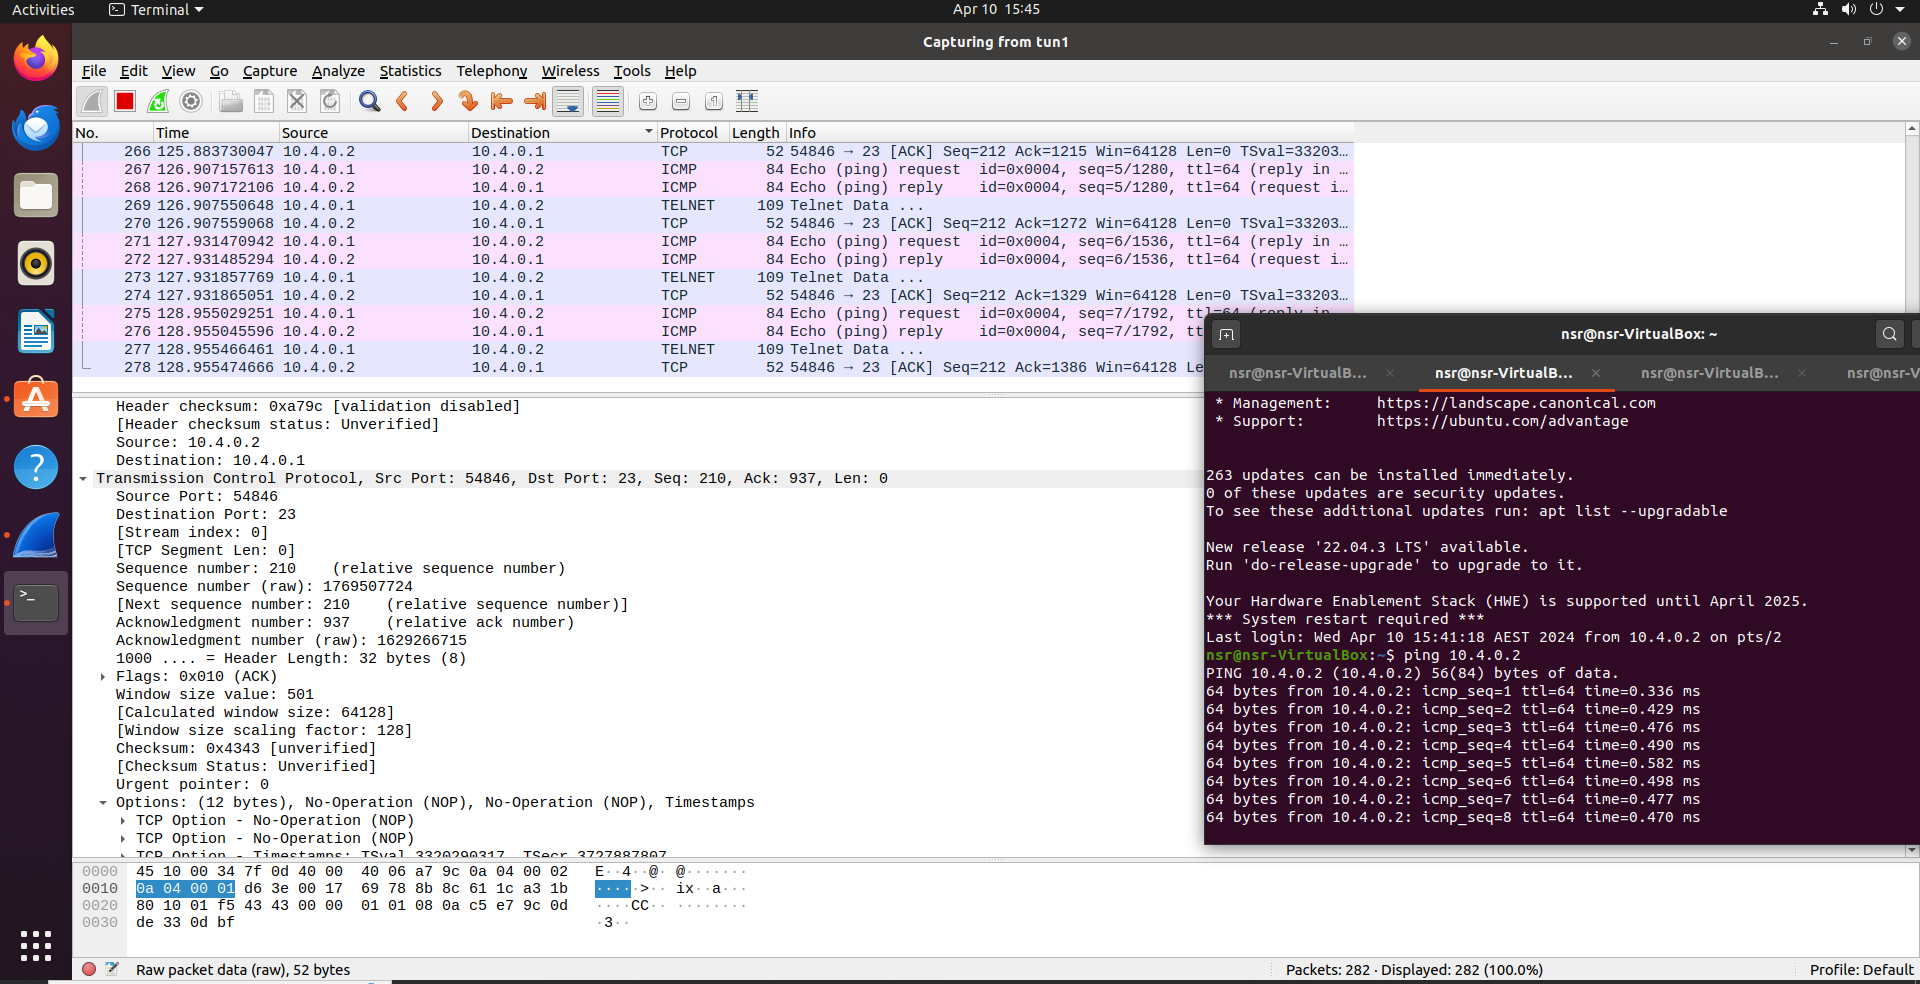 Activities Terminal Apr 10 15:45
Capturing from tun1
File Edit View Go Capture Analyze Statistics Telephony Wireless Tools Help
No. Time Source Destination Protocol Length Info
266 125.883730047 10.4.0.2 10.4.0.1 TCP 52 54846 → 23 [ACK] Seq=212 Ack=1215 Win=64128 Len=0 TSval=33203…
267 126.907157613 10.4.0.1 10.4.0.2 ICMP 84 Echo (ping) request id=0x0004, seq=5/1280, ttl=64 (reply in …
268 126.907172106 10.4.0.2 10.4.0.1 ICMP 84 Echo (ping) reply id=0x0004, seq=5/1280, ttl=64 (request i…
269 126.907550648 10.4.0.1 10.4.0.2 TELNET 109 Telnet Data ...
270 126.907559068 10.4.0.2 10.4.0.1 TCP 52 54846 → 23 [ACK] Seq=212 Ack=1272 Win=64128 Len=0 TSval=33203…
271 127.931470942 10.4.0.1 10.4.0.2 ICMP 84 Echo (ping) request id=0x0004, seq=6/1536, ttl=64 (reply in …
272 127.931485294 10.4.0.2 10.4.0.1 ICMP 84 Echo (ping) reply id=0x0004, seq=6/1536, ttl=64 (request i…
273 127.931857769 10.4.0.1 10.4.0.2 TELNET 109 Telnet Data ...
274 127.931865051 10.4.0.2 10.4.0.1 TCP 52 54846 → 23 [ACK] Seq=212 Ack=1329 Win=64128 Len=0 TSval=33203…
275 128.955029251 10.4.0.1 10.4.0.2 ICMP 84 Echo (ping) request id=0x0004, seq=7/1792, ttl=64 (reply in
276 128.955045596 10.4.0.2 10.4.0.1 ICMP 84 Echo (ping) reply id=0x0004, seq=7/1792, tt
277 128.955466461 10.4.0.1 10.4.0.2 TELNET 109 Telnet Data ...
278 128.955474666 10.4.0.2 10.4.0.1 TCP 52 54846 → 23 [ACK] Seq=212 Ack=1386 Win=64128 Le
Header checksum: 0xa79c [validation disabled]
[Header checksum status: Unverified]
Source: 10.4.0.2
Destination: 10.4.0.1
Transmission Control Protocol, Src Port: 54846, Dst Port: 23, Seq: 210, Ack: 937, Len: 0
Source Port: 54846
Destination Port: 23
[Stream index: 0]
[TCP Segment Len: 0]
Sequence number: 210 (relative sequence number)
Sequence number (raw): 1769507724
[Next sequence number: 210 (relative sequence number)]
Acknowledgment number: 937 (relative ack number)
Acknowledgment number (raw): 1629266715
1000 .... = Header Length: 32 bytes (8)
Flags: 0x010 (ACK)
Window size value: 501
[Calculated window size: 64128]
[Window size scaling factor: 128]
Checksum: 0x4343 [unverified]
[Checksum Status: Unverified]
Urgent pointer: 0
Options: (12 bytes), No-Operation (NOP), No-Operation (NOP), Timestamps
TCP Option - No-Operation (NOP)
TCP Option - No-Operation (NOP)
TCP Option - Timestamps: TSval 3320290317, TSecr 3727887807
0000 45 10 00 34 7f 0d 40 00 40 06 a7 9c 0a 04 00 02 E··4··@· @·······
0010 0a 04 00 01 d6 3e 00 17 69 78 8b 8c 61 1c a3 1b ·····>·· ix··a···
0020 80 10 01 f5 43 43 00 00 01 01 08 0a c5 e7 9c 0d ····CC·· ········
0030 de 33 0d bf ·3··
Raw packet data (raw), 52 bytes Packets: 282 · Displayed: 282 (100.0%) Profile: Default
nsr@nsr-VirtualBox: ~
nsr@nsr-VirtualB... nsr@nsr-VirtualB... nsr@nsr-VirtualB... nsr@nsr-V
* Management: https://landscape.canonical.com
* Support: https://ubuntu.com/advantage
263 updates can be installed immediately.
0 of these updates are security updates.
To see these additional updates run: apt list --upgradable
New release '22.04.3 LTS' available.
Run 'do-release-upgrade' to upgrade to it.
Your Hardware Enablement Stack (HWE) is supported until April 2025.
*** System restart required ***
Last login: Wed Apr 10 15:41:18 AEST 2024 from 10.4.0.2 on pts/2
nsr@nsr-VirtualBox:~$ ping 10.4.0.2
PING 10.4.0.2 (10.4.0.2) 56(84) bytes of data.
64 bytes from 10.4.0.2: icmp_seq=1 ttl=64 time=0.336 ms
64 bytes from 10.4.0.2: icmp_seq=2 ttl=64 time=0.429 ms
64 bytes from 10.4.0.2: icmp_seq=3 ttl=64 time=0.476 ms
64 bytes from 10.4.0.2: icmp_seq=4 ttl=64 time=0.490 ms
64 bytes from 10.4.0.2: icmp_seq=5 ttl=64 time=0.582 ms
64 bytes from 10.4.0.2: icmp_seq=6 ttl=64 time=0.498 ms
64 bytes from 10.4.0.2: icmp_seq=7 ttl=64 time=0.477 ms
64 bytes from 10.4.0.2: icmp_seq=8 ttl=64 time=0.470 ms